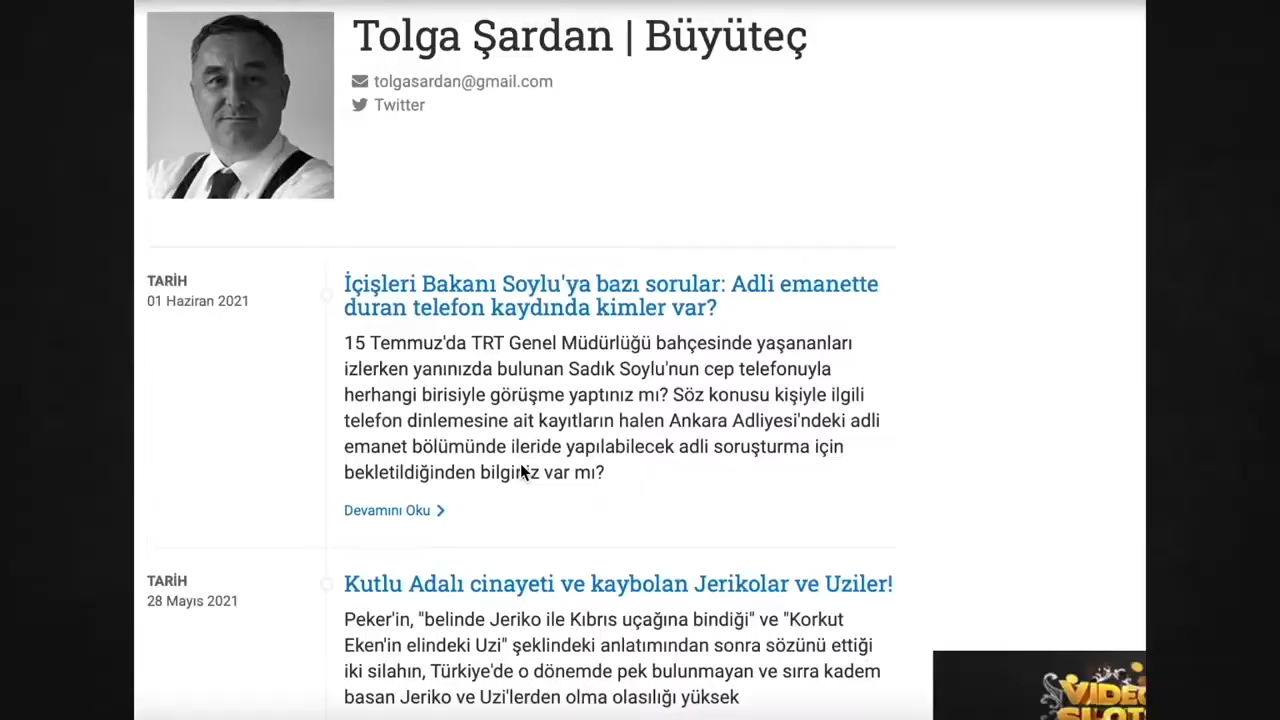 Tolga Şardan | Büyüteç
tolgasardan@gmail.com
Twitter
TARİH
01 Haziran 2021
İçişleri Bakanı Soylu'ya bazı sorular: Adli emanette
duran telefon kaydında kimler var?
15 Temmuz'da TRT Genel Müdürlüğü bahçesinde yaşananları
izlerken yanınızda bulunan Sadık Soylu'nun cep telefonuyla
herhangi birisiyle görüşme yaptınız mı? Söz konusu kişiyle ilgili
telefon dinlemesine ait kayıtların halen Ankara Adliyesi'ndeki adli
emanet bölümünde ileride yapılabilecek adli soruşturma için
bekletildiğinden bilginiz var mı?
Devamını Oku
TARİH
28 Mayıs 2021
Kutlu Adalı cinayeti ve kaybolan Jerikolar ve Uziler!
Peker'in, "belinde Jeriko ile Kıbrıs uçağına bindiği" ve "Korkut
Eken'in elindeki Uzi" şeklindeki anlatımından sonra sözünü ettiği
iki silahın, Türkiye'de o dönemde pek bulunmayan ve sırra kadem
basan Jeriko ve Uzi'lerden olma olasılığı yüksek